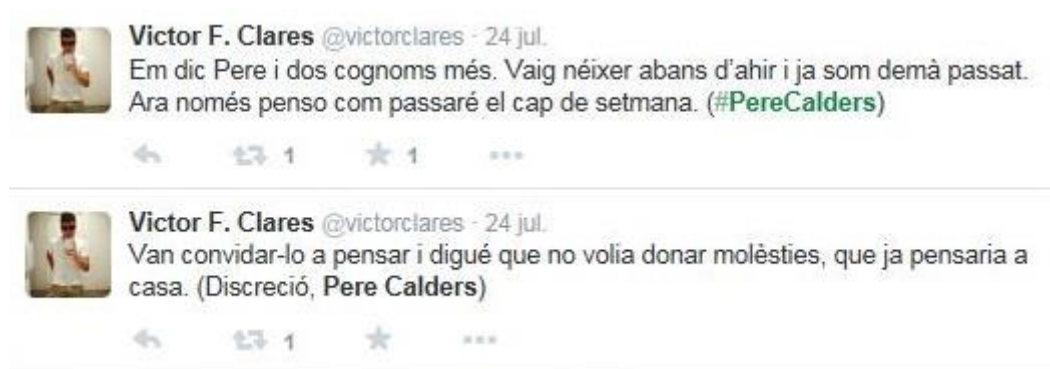 Victor F. Clares @victorclares · 24 jul.
Em dic Pere i dos cognoms més. Vaig néixer abans d'ahir i ja som demà passat.
Ara només penso com passaré el cap de setmana. (#PereCalders)
1 1
Victor F. Clares @victorclares · 24 jul.
Van convidar-lo a pensar i digué que no volia donar molèsties, que ja pensaria a
casa. (Discreció, Pere Calders)
1